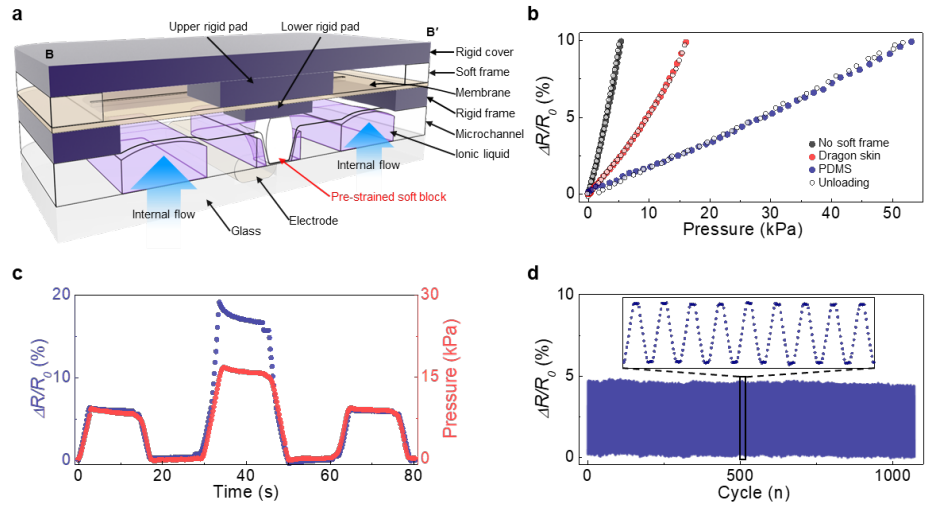 a
Upper rigid pad
Lower rigid pad
B
B′
Rigid cover
Soft frame
Membrane
Rigid frame
Microchannel
Ionic liquid
Internal flow
Internal flow
Pre-strained soft block
Electrode
Glass
b
ΔR/R0 (%)
10
5
0
No soft frame
Dragon skin
PDMS
Unloading
0 10 20 30 40 50
Pressure (kPa)
c
ΔR/R0 (%)
20
10
0
30
15
0
Pressure (kPa)
0 20 40 60 80
Time (s)
d
ΔR/R0 (%)
10
5
0
0 500 1000
Cycle (n)